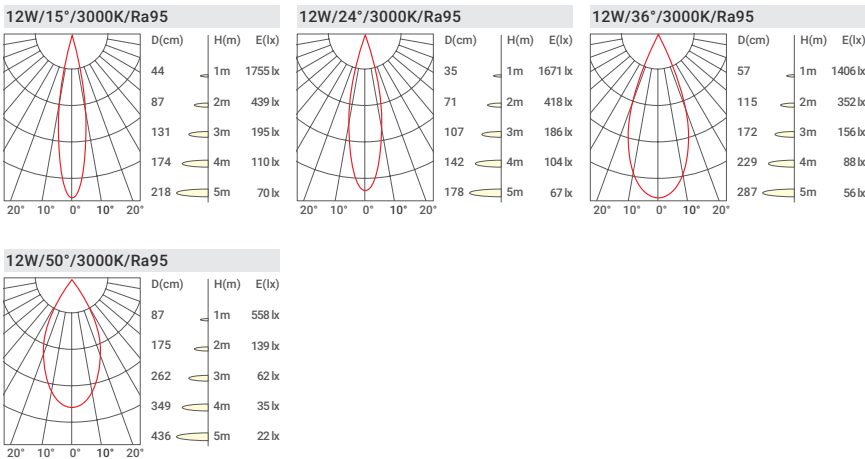 12W/15°/3000K/Ra95
D(cm) H(m) E(lx)
44 1m 1755 lx
87 2m 439 lx
131 3m 195 lx
174 4m 110 lx
218 5m 70 lx
20° 10° 0° 10° 20°
12W/24°/3000K/Ra95
D(cm) H(m) E(lx)
35 1m 1671 lx
71 2m 418 lx
107 3m 186 lx
142 4m 104 lx
178 5m 67 lx
20° 10° 0° 10° 20°
12W/36°/3000K/Ra95
D(cm) H(m) E(lx)
57 1m 1406 lx
115 2m 352 lx
172 3m 156 lx
229 4m 88 lx
287 5m 56 lx
20° 10° 0° 10° 20°
12W/50°/3000K/Ra95
D(cm) H(m) E(lx)
87 1m 558 lx
175 2m 139 lx
262 3m 62 lx
349 4m 35 lx
436 5m 22 lx
20° 10° 0° 10° 20°